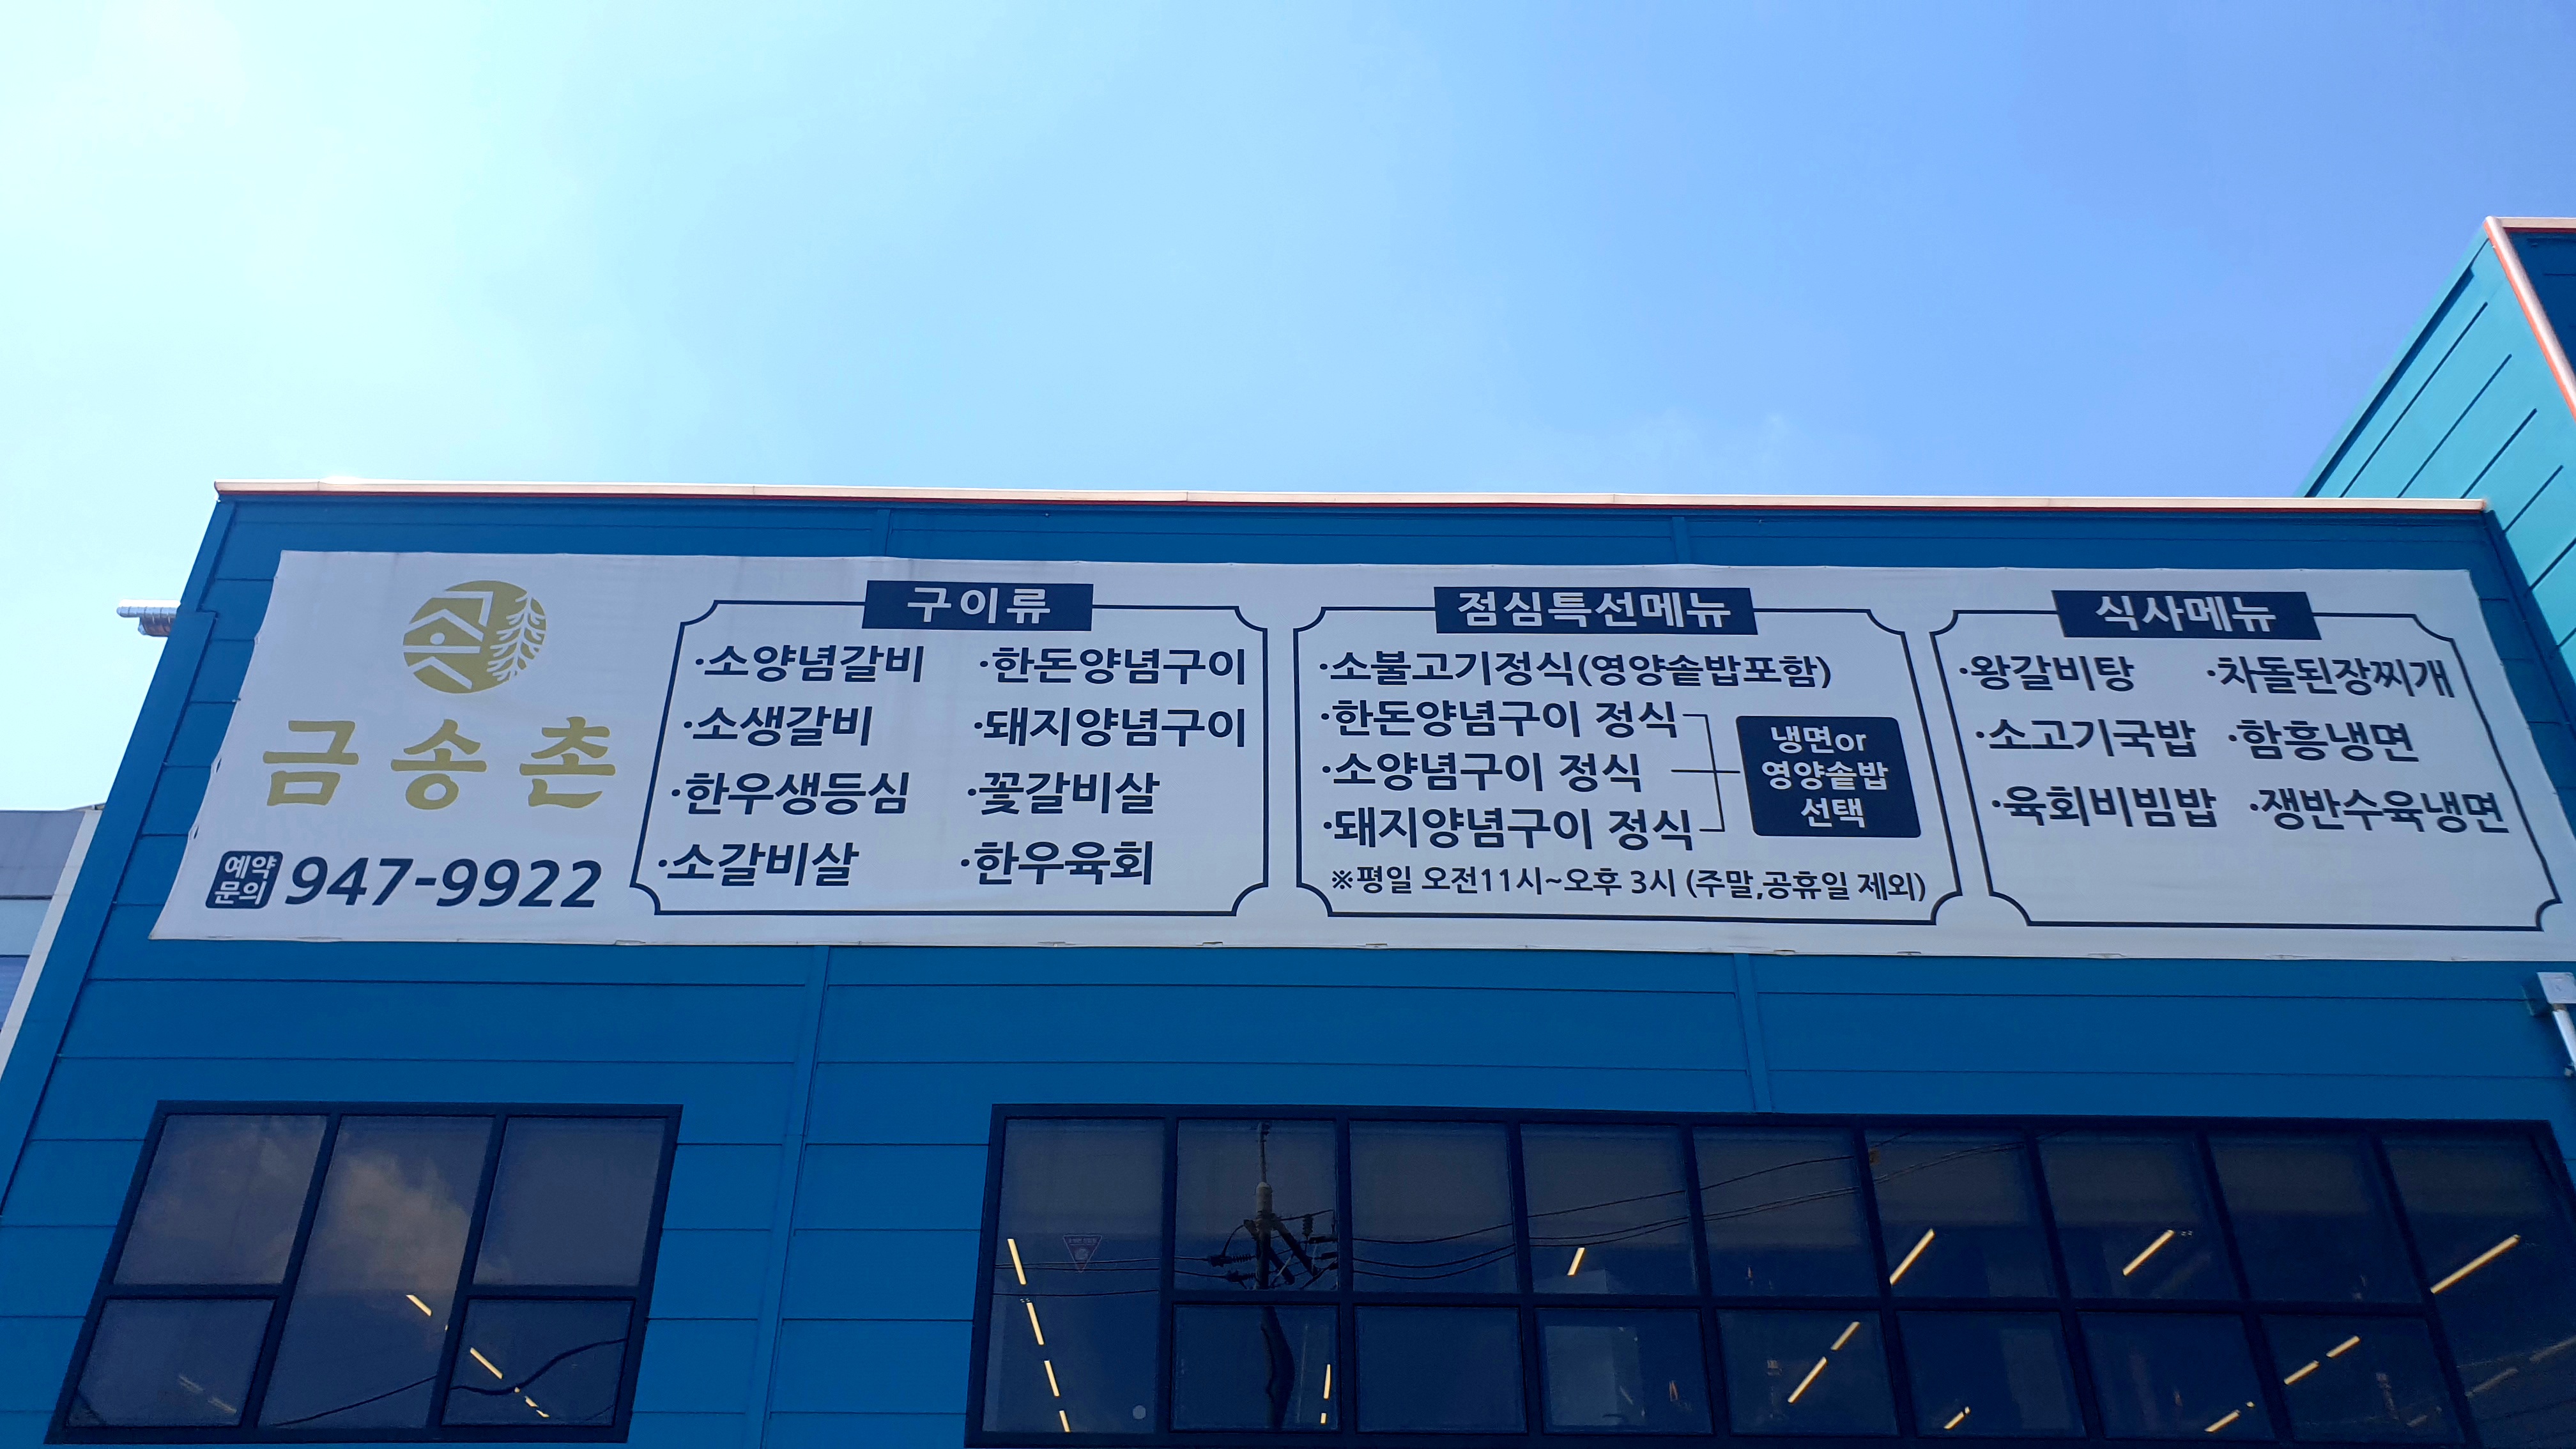 금송촌
예약
문의
947-9922
구이류
·소양념갈비 ·한돈양념구이
·소생갈비 ·돼지양념구이
·한우생등심 ·꽃갈비살
·소갈비살 ·한우육회
점심특선메뉴
·소불고기정식(영양솥밥포함)
·한돈양념구이 정식
·소양념구이 정식
·돼지양념구이 정식
냉면or
영양솥밥
선택
※평일 오전11시~오후 3시 (주말,공휴일 제외)
식사메뉴
·왕갈비탕 ·차돌된장찌개
·소고기국밥 ·함흥냉면
·육회비빔밥 ·쟁반수육냉면